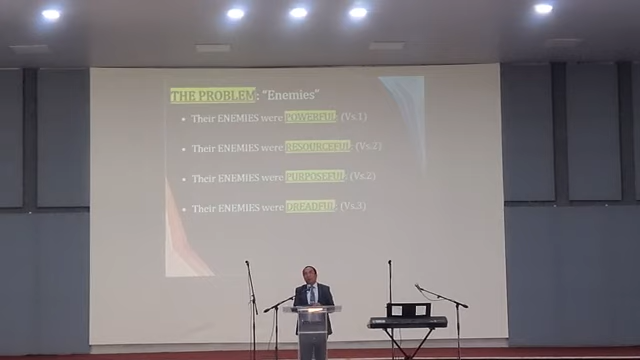 THE PROBLEM: "Enemies"
• Their ENEMIES were POWERFUL: (Vs.1)
• Their ENEMIES were RESOURCEFUL: (Vs.2)
• Their ENEMIES were PURPOSEFUL: (Vs.2)
• Their ENEMIES were DREADFUL: (Vs.3)